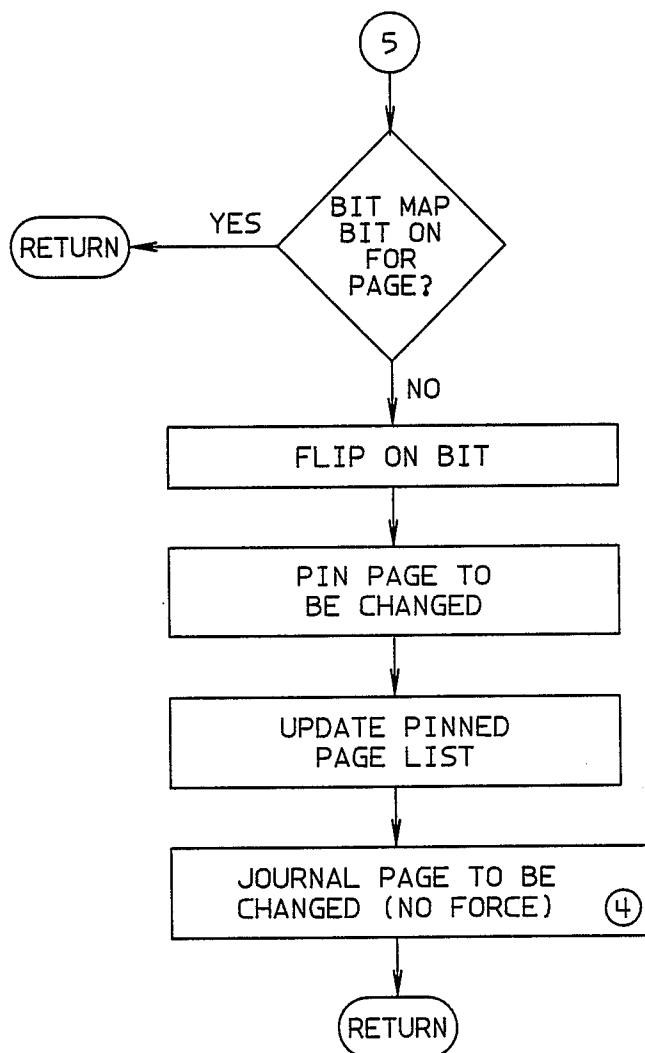 5
BIT MAP
BIT ON
FOR
PAGE?
YES
RETURN
NO
FLIP ON BIT
PIN PAGE TO
BE CHANGED
UPDATE PINNED
PAGE LIST
JOURNAL PAGE TO BE
CHANGED (NO FORCE) 4
RETURN